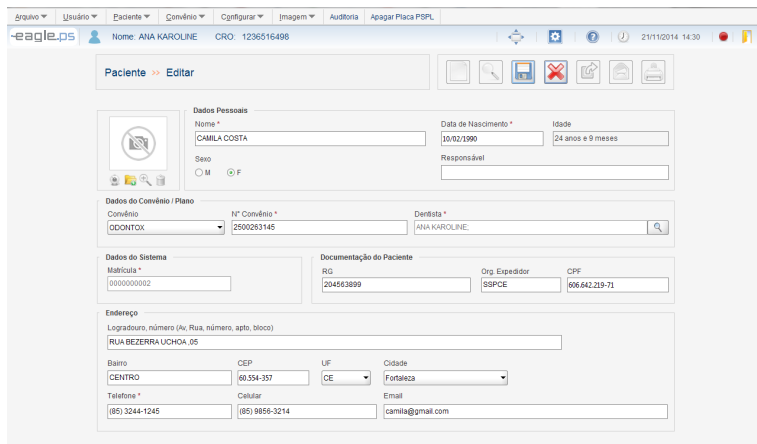 Arquivo Usuário Paciente Convênio Configurar Imagem Auditoria Apagar Placa PSPL
eagle.ps Nome: ANA KAROLINE CRO: 1236516498 21/11/2014 14:30
Paciente >> Editar
Dados Pessoais
Nome * Data de Nascimento * Idade
CAMILA COSTA 10/02/1990 24 anos e 9 meses
Sexo Responsável
M F
Dados do Convênio / Plano
Convênio N° Convênio * Dentista *
ODONTOX 2500263145 ANA KAROLINE;
Dados do Sistema Documentação do Paciente
Matrícula * RG Org. Expedidor CPF
0000000002 204563899 SSPCE 606.642.219-71
Endereço
Logradouro, número (Av, Rua, número, apto, bloco)
RUA BEZERRA UCHOA ,05
Bairro CEP UF Cidade
CENTRO 60.554-357 CE Fortaleza
Telefone * Celular Email
(85) 3244-1245 (85) 9856-3214 camila@gmail.com